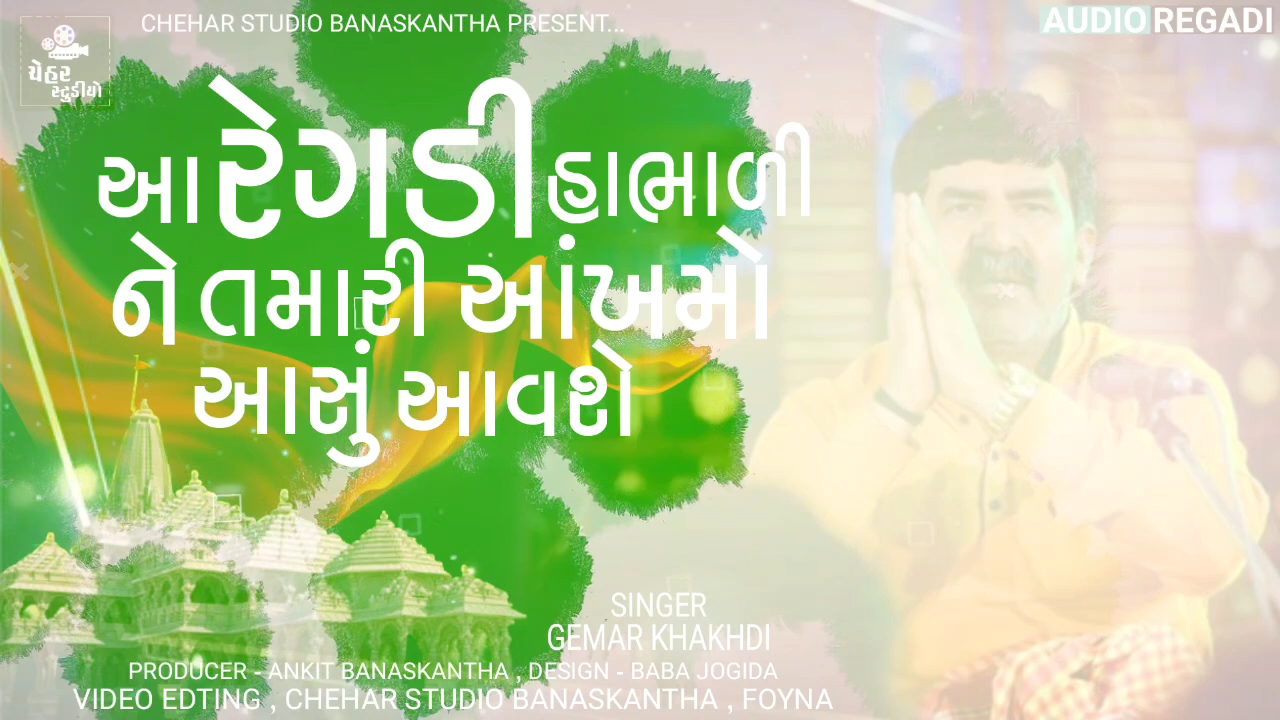 CHEHAR STUDIO BANASKANTHA PRESENT...
AUDIO REGADI
ચેહર
સ્ટુડીયો
આ રેગડી હાભાળી
ને તમારી આંખમો
આસું આવશે
SINGER
GEMAR KHAKHDI
PRODUCER - ANKIT BANASKANTHA , DESIGN - BABA JOGIDA
VIDEO EDTING , CHEHAR STUDIO BANASKANTHA , FOYNA